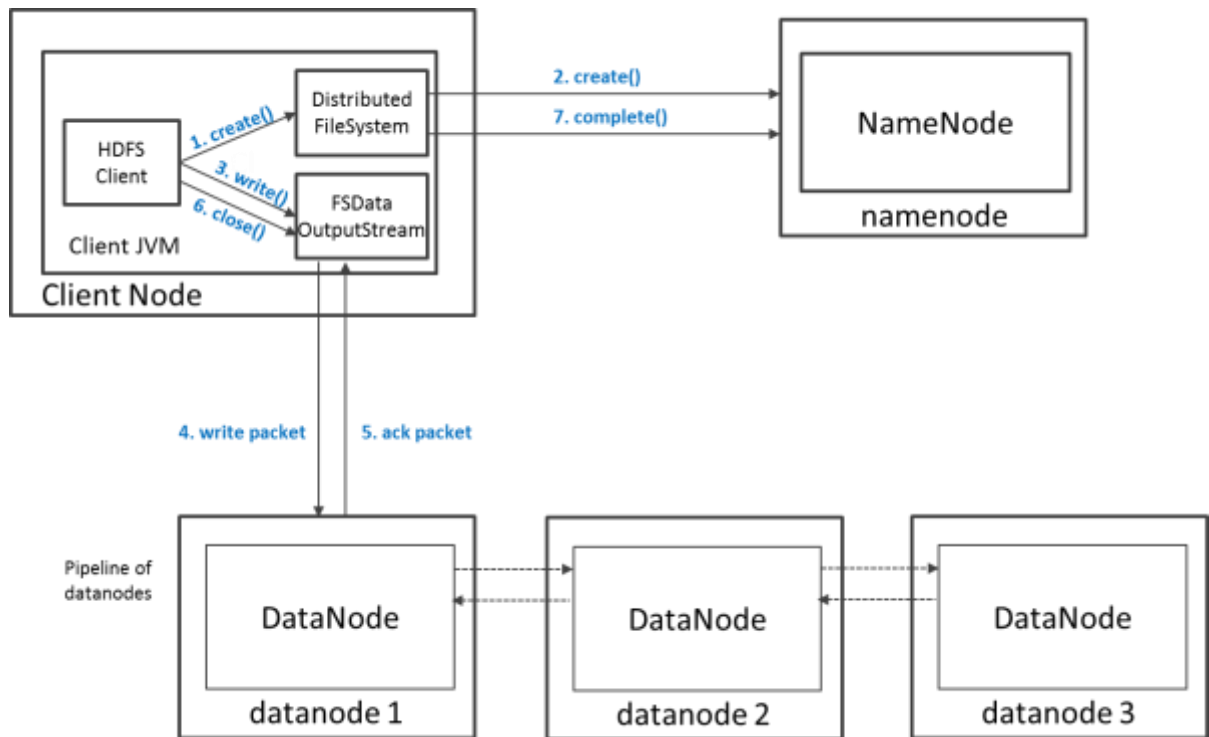 2. create()
Distributed
FileSystem
1. create()
7. complete()
NameNode
HDFS
Client
3. write()
FSData
OutputStream
6. close()
namenode
Client JVM
Client Node
4. write packet
5. ack packet
Pipeline of
datanodes
DataNode
DataNode
DataNode
datanode 1
datanode 2
datanode 3